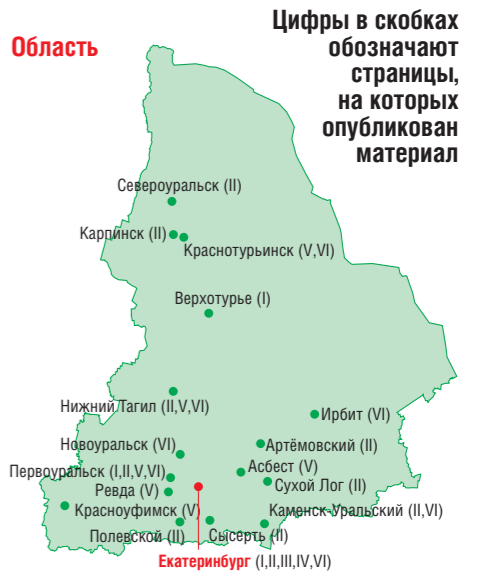 Область
Цифры в скобках
обозначают
страницы,
на которых
опубликован
материал
Североуральск (II)
Карпинск (II)
Краснотурьинск (V,VI)
Верхотурье (I)
Нижний Тагил (II,V,VI)
Ирбит (VI)
Новоуральск (VI)
Артёмовский (II)
Первоуральск (I,II,V,VI)
Асбест (V)
Ревда (V)
Сухой Лог (II)
Красноуфимск (V)
Каменск-Уральский (II,VI)
Полевской (II)
Сысерть (II)
Екатеринбург (I,II,III,IV,VI)